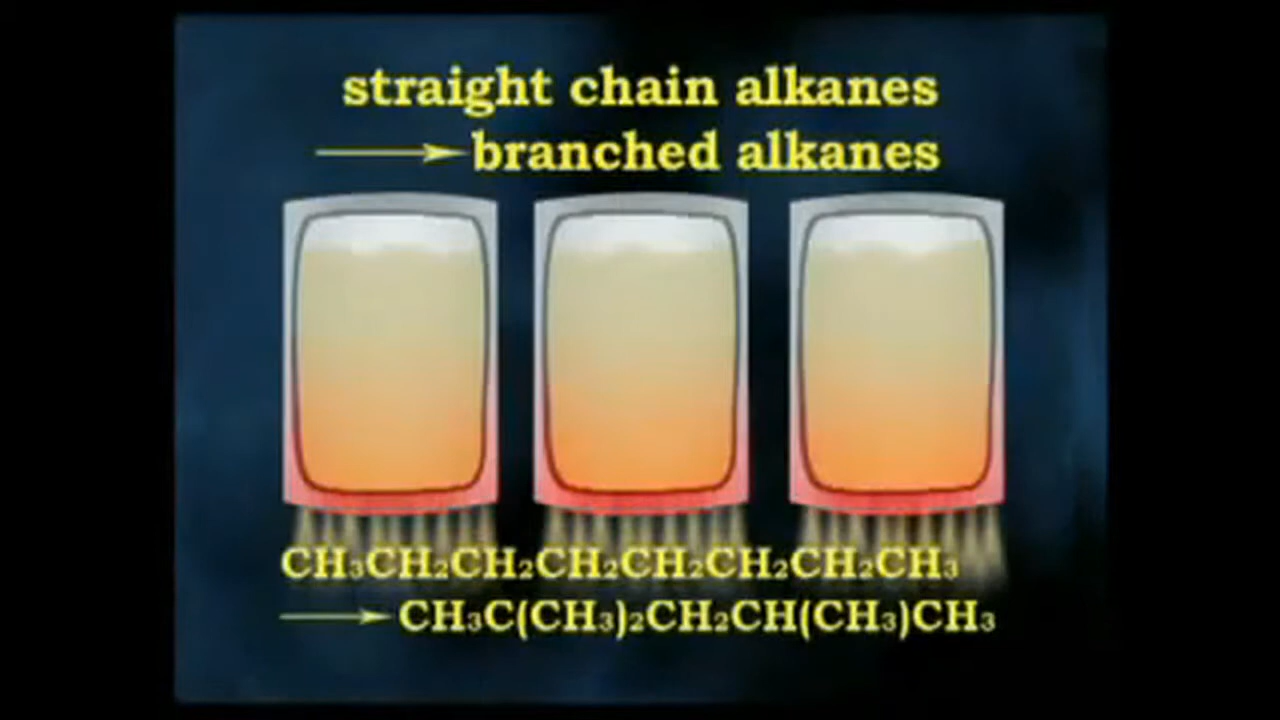 straight chain alkanes
⟶branched alkanes
CH₃CH₂CH₂CH₂CH₂CH₂CH₂CH₃
⟶CH₃C(CH₃)₂CH₂CH(CH₃)CH₃